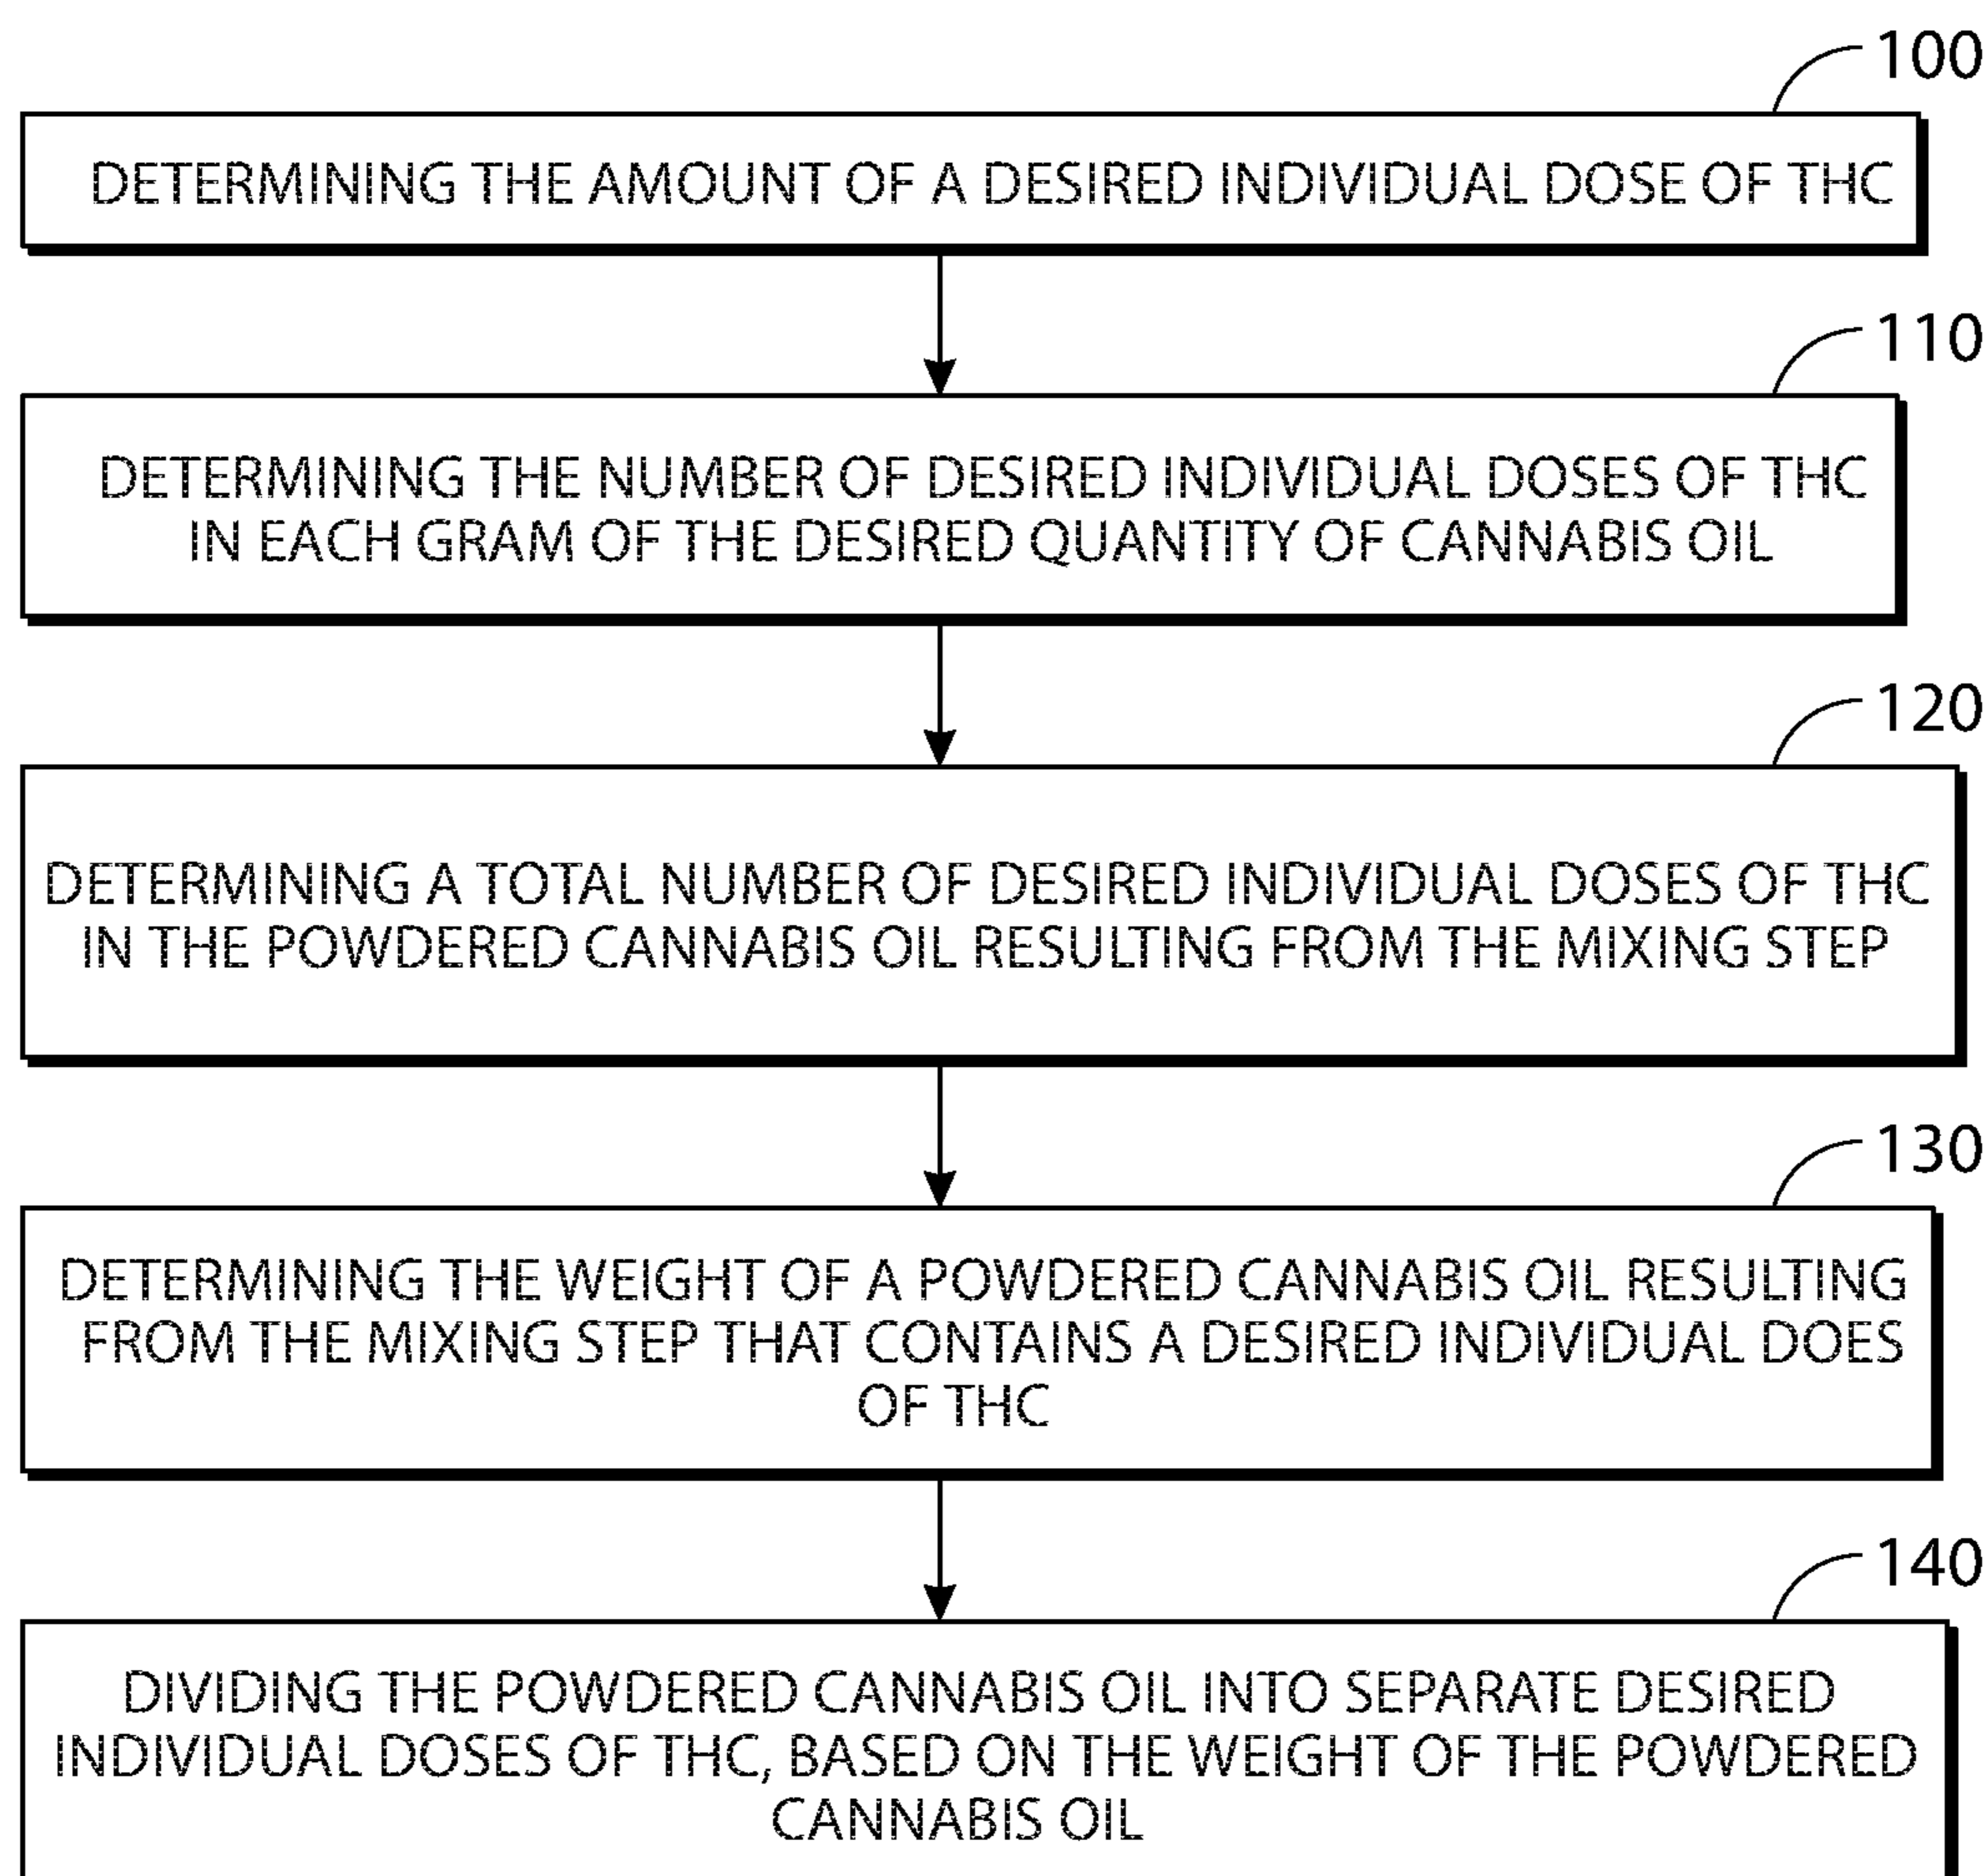 100
DETERMINING THE AMOUNT OF A DESIRED INDIVIDUAL DOSE OF THC
110
DETERMINING THE NUMBER OF DESIRED INDIVIDUAL DOSES OF THC
IN EACH GRAM OF THE DESIRED QUANTITY OF CANNABIS OIL
120
DETERMINING A TOTAL NUMBER OF DESIRED INDIVIDUAL DOSES OF THC
IN THE POWDERED CANNABIS OIL RESULTING FROM THE MIXING STEP
130
DETERMINING THE WEIGHT OF A POWDERED CANNABIS OIL RESULTING
FROM THE MIXING STEP THAT CONTAINS A DESIRED INDIVIDUAL DOES
OF THC
140
DIVIDING THE POWDERED CANNABIS OIL INTO SEPARATE DESIRED
INDIVIDUAL DOSES OF THC, BASED ON THE WEIGHT OF THE POWDERED
CANNABIS OIL